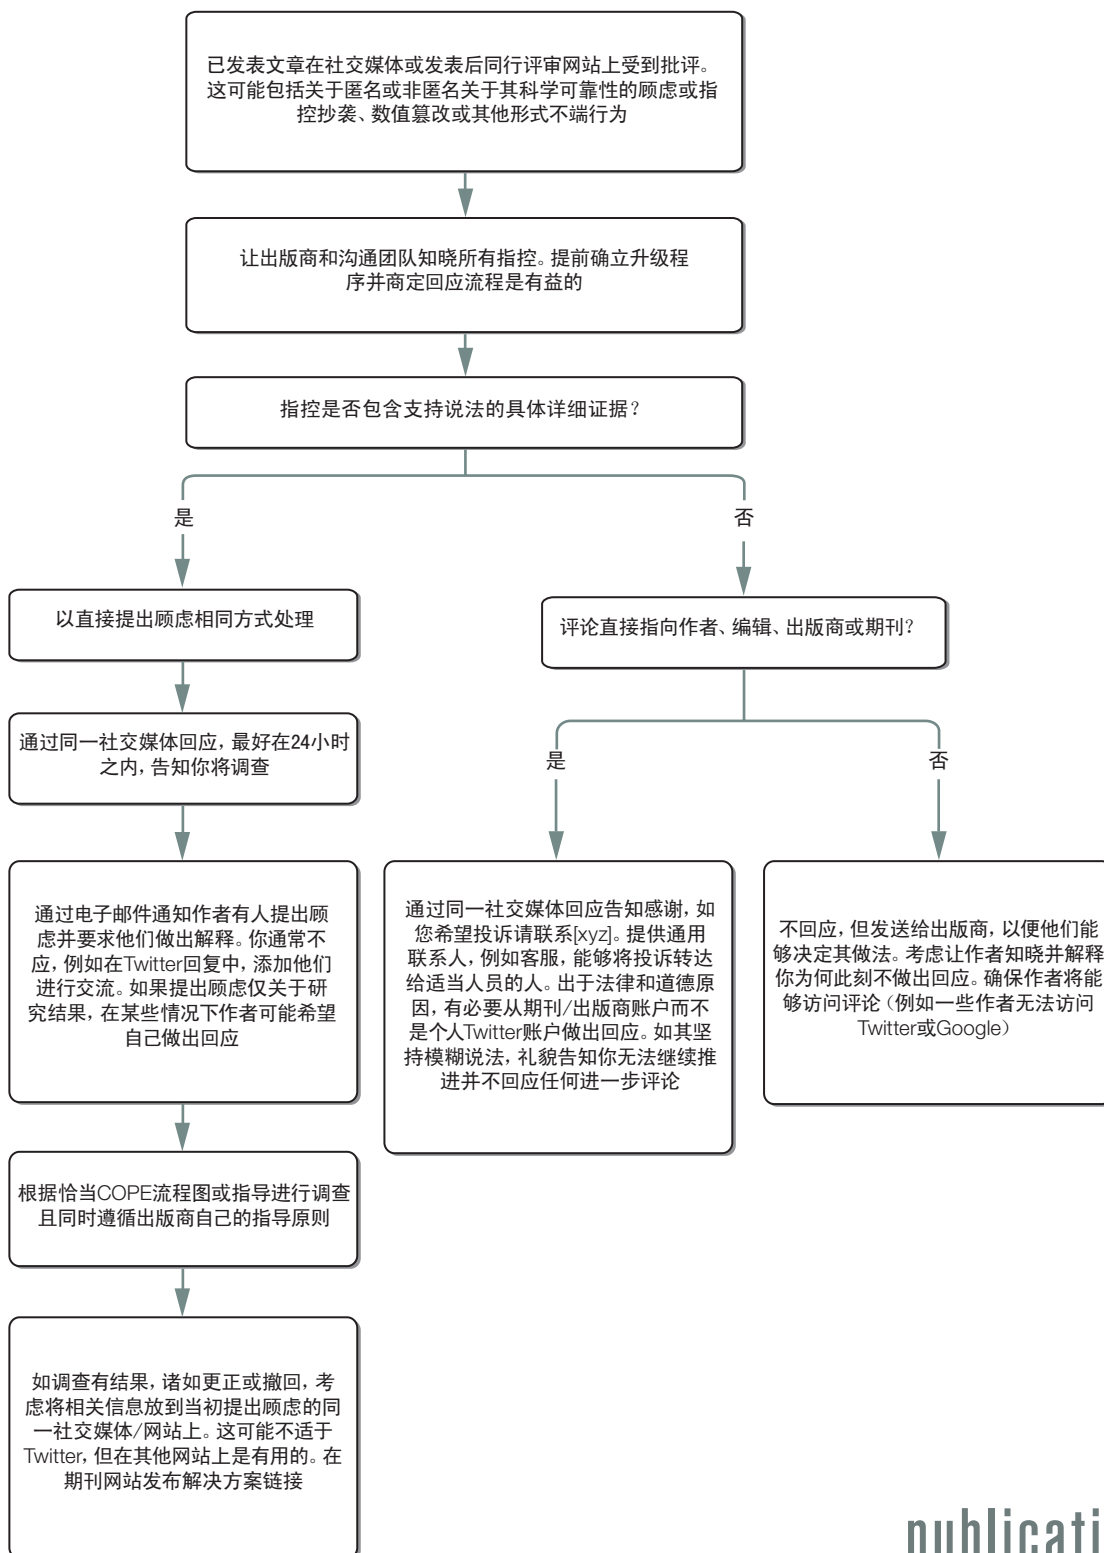 已发表文章在社交媒体或发表后同行评审网站上受到批评。
这可能包括关于匿名或非匿名关于其科学可靠性的顾虑或指
控抄袭、数值篡改或其他形式不端行为
让出版商和沟通团队知晓所有指控。提前确立升级程
序并商定回应流程是有益的
指控是否包含支持说法的具体详细证据？
是
否
以直接提出顾虑相同方式处理
评论直接指向作者、编辑、出版商或期刊？
通过同一社交媒体回应，最好在24小时
之内，告知你将调查
是
否
通过电子邮件通知作者有人提出顾
虑并要求他们做出解释。你通常不
应，例如在Twitter回复中，添加他们
进行交流。如果提出顾虑仅关于研
究结果，在某些情况下作者可能希望
自己做出回应
通过同一社交媒体回应告知感谢，如
您希望投诉请联系[xyz]。提供通用
联系人，例如客服，能够将投诉转达
给适当人员的人。出于法律和道德原
因，有必要从期刊/出版商账户而不
是个人Twitter账户做出回应。如其坚
持模糊说法，礼貌告知你无法继续推
进并不回应任何进一步评论
不回应，但发送给出版商，以便他们能
够决定其做法。考虑让作者知晓并解释
你为何此刻不做出回应。确保作者将能
够访问评论（例如一些作者无法访问
Twitter或Google）
根据恰当COPE流程图或指导进行调查
且同时遵循出版商自己的指导原则
如调查有结果，诸如更正或撤回，考
虑将相关信息放到当初提出顾虑的同
一社交媒体/网站上。这可能不适于
Twitter，但在其他网站上是有用的。在
期刊网站发布解决方案链接
publicati